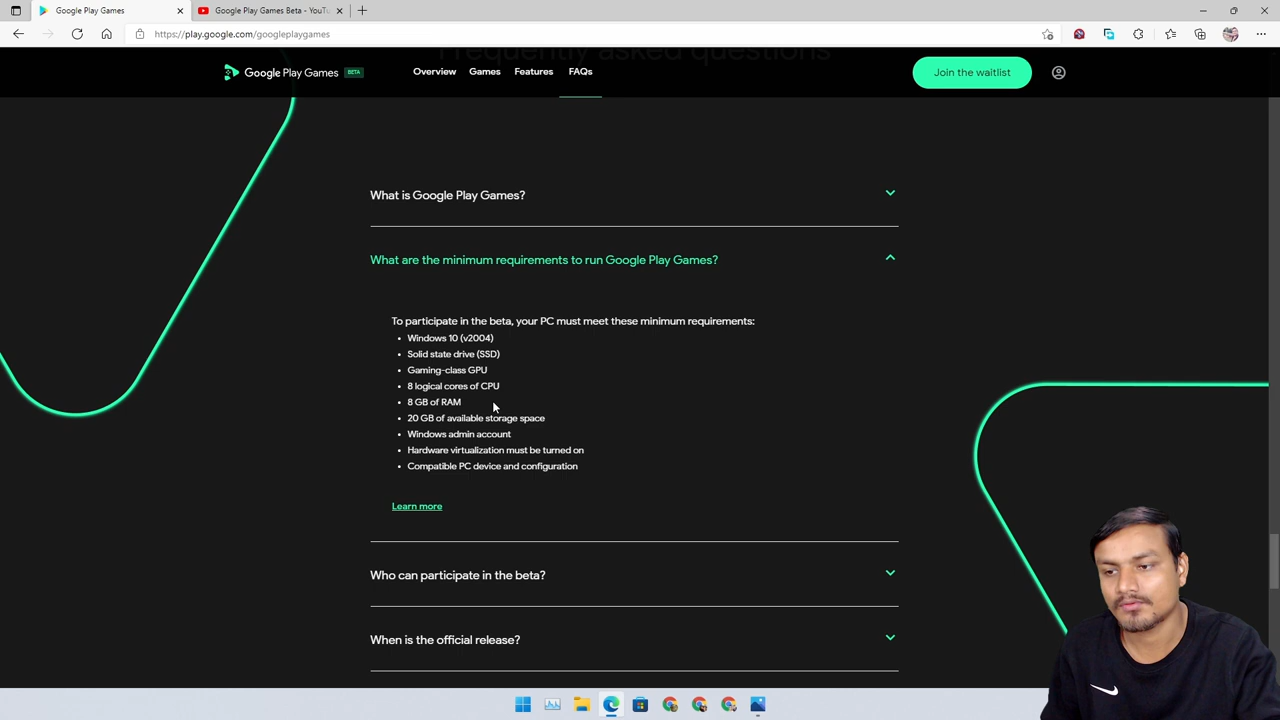 Google Play Games
Google Play Games Beta - YouTu
https://play.google.com/googleplaygames
Frequently asked questions
Google Play Games BETA
Overview
Games
Features
FAQs
Join the waitlist
What is Google Play Games?
What are the minimum requirements to run Google Play Games?
To participate in the beta, your PC must meet these minimum requirements:
• Windows 10 (v2004)
• Solid state drive (SSD)
• Gaming-class GPU
• 8 logical cores of CPU
• 8 GB of RAM
• 20 GB of available storage space
• Windows admin account
• Hardware virtualization must be turned on
• Compatible PC device and configuration
Learn more
Who can participate in the beta?
When is the official release?